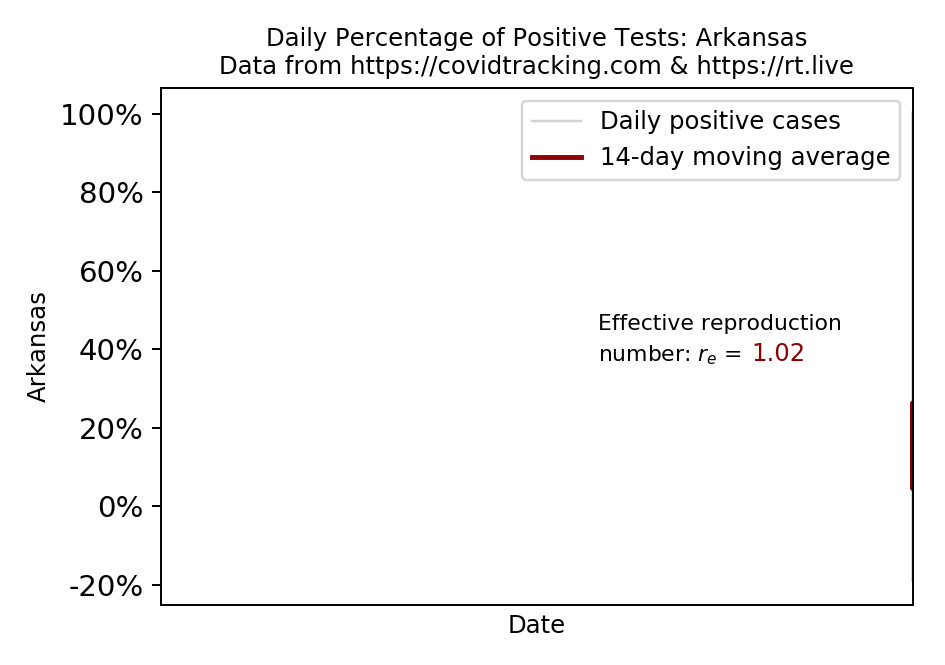 Daily Percentage of Positive Tests: Arkansas
Data from https://covidtracking.com & https://rt.live
100%
80%
60%
40%
20%
0%
-20%
Arkansas
Daily positive cases
14-day moving average
Effective reproduction
number: rₑ = 1.02
Date